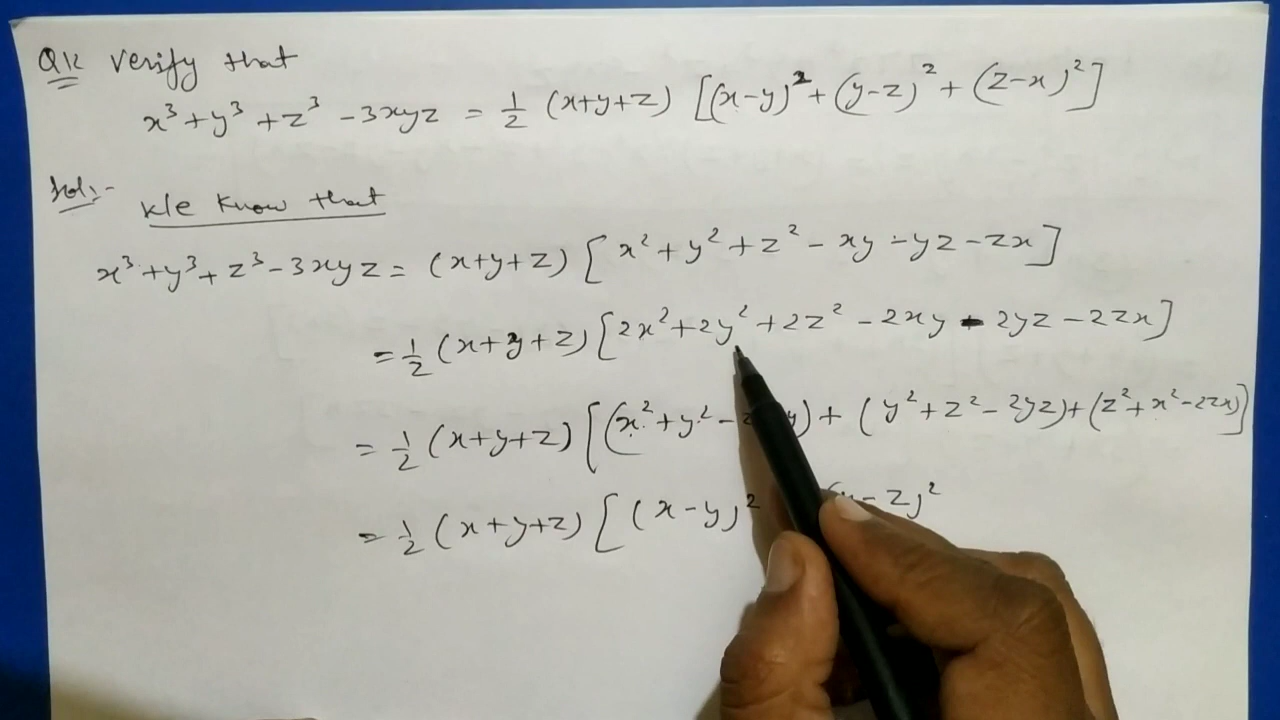 Q12 Verify that
x³+y³+z³-3xyz = 1/2 (x+y+z) [(x-y)²+(y-z)²+(z-x)²]
Sol:-
We know that
x³+y³+z³-3xyz = (x+y+z) [x²+y²+z²-xy-yz-zx]
= 1/2 (x+y+z) [2x²+2y²+2z²-2xy-2yz-2zx]
= 1/2 (x+y+z) [(x²+y²- y)+(y²+z²-2yz)+(z²+x²-2zx)]
= 1/2 (x+y+z) [(x-y)² -z)²